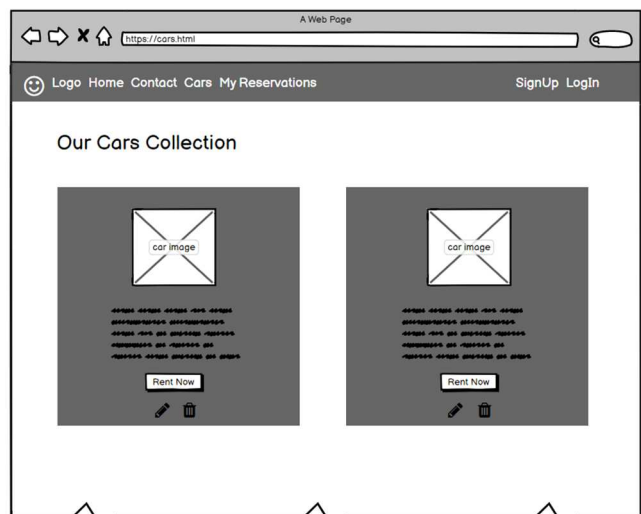 A Web Page
https://cars.html
Logo Home Contact Cars My Reservations SignUp LogIn
Our Cars Collection
car image car image
Rent Now Rent Now